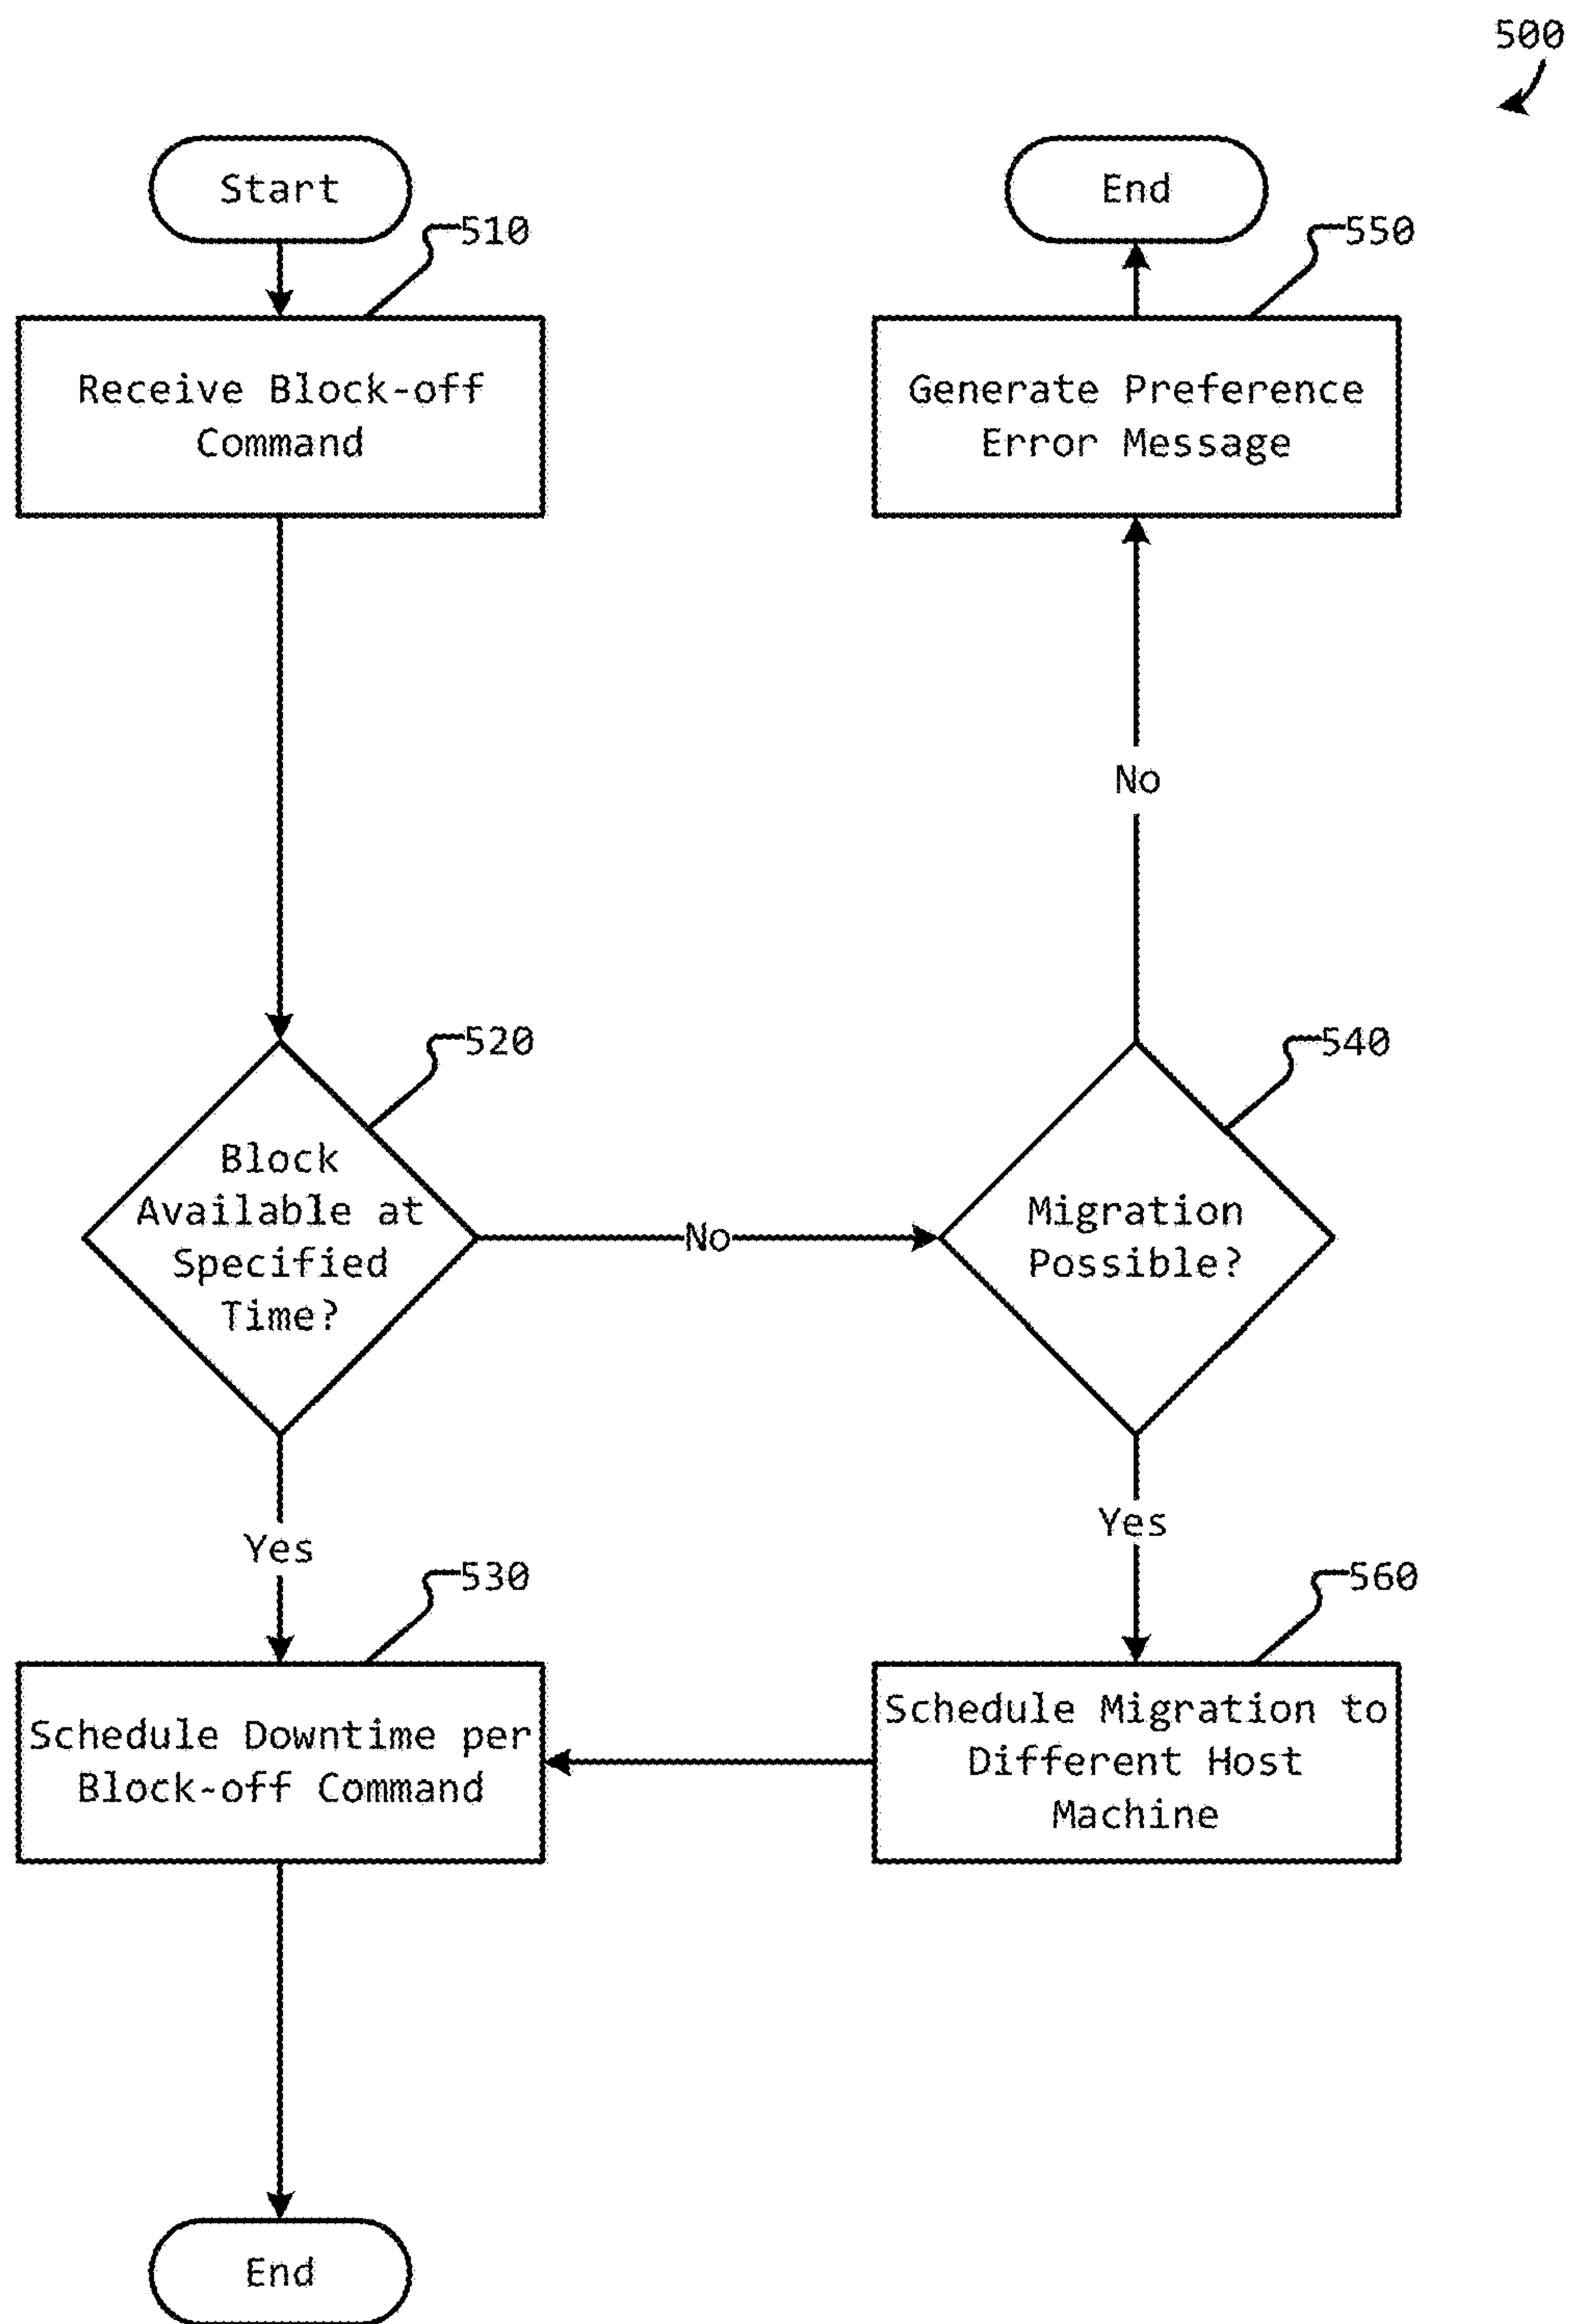 500
Start
End
510
550
Receive Block-off
Command
Generate Preference
Error Message
No
520
540
Block
Available at
Specified
Time?
No
Migration
Possible?
Yes
Yes
530
560
Schedule Downtime per
Block-off Command
Schedule Migration to
Different Host
Machine
End